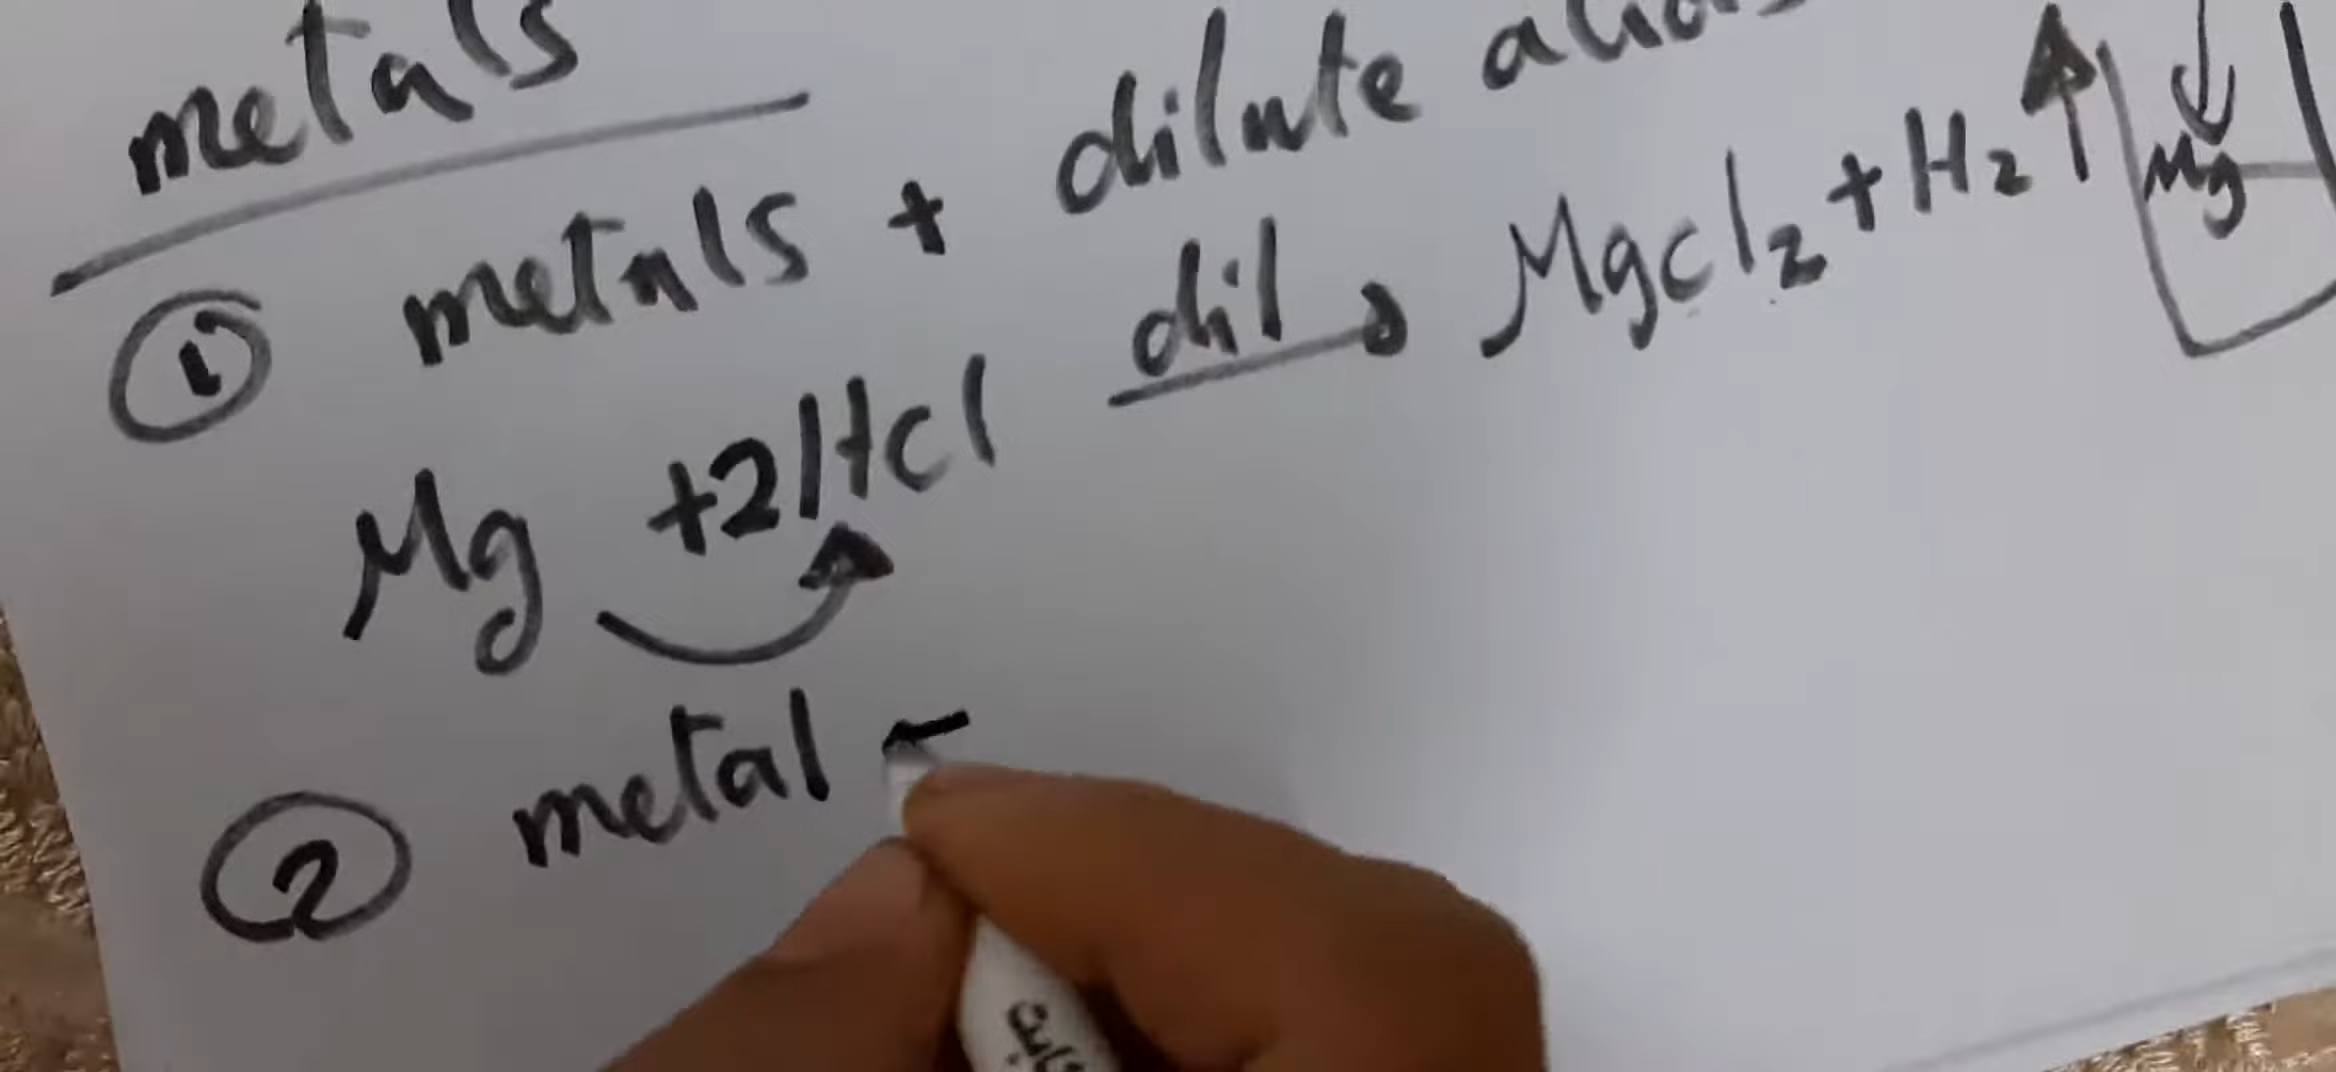 metals
① metals + dilute acids
Mg +2HCl dil → MgCl2 + H2 ↑
Mg
② metal